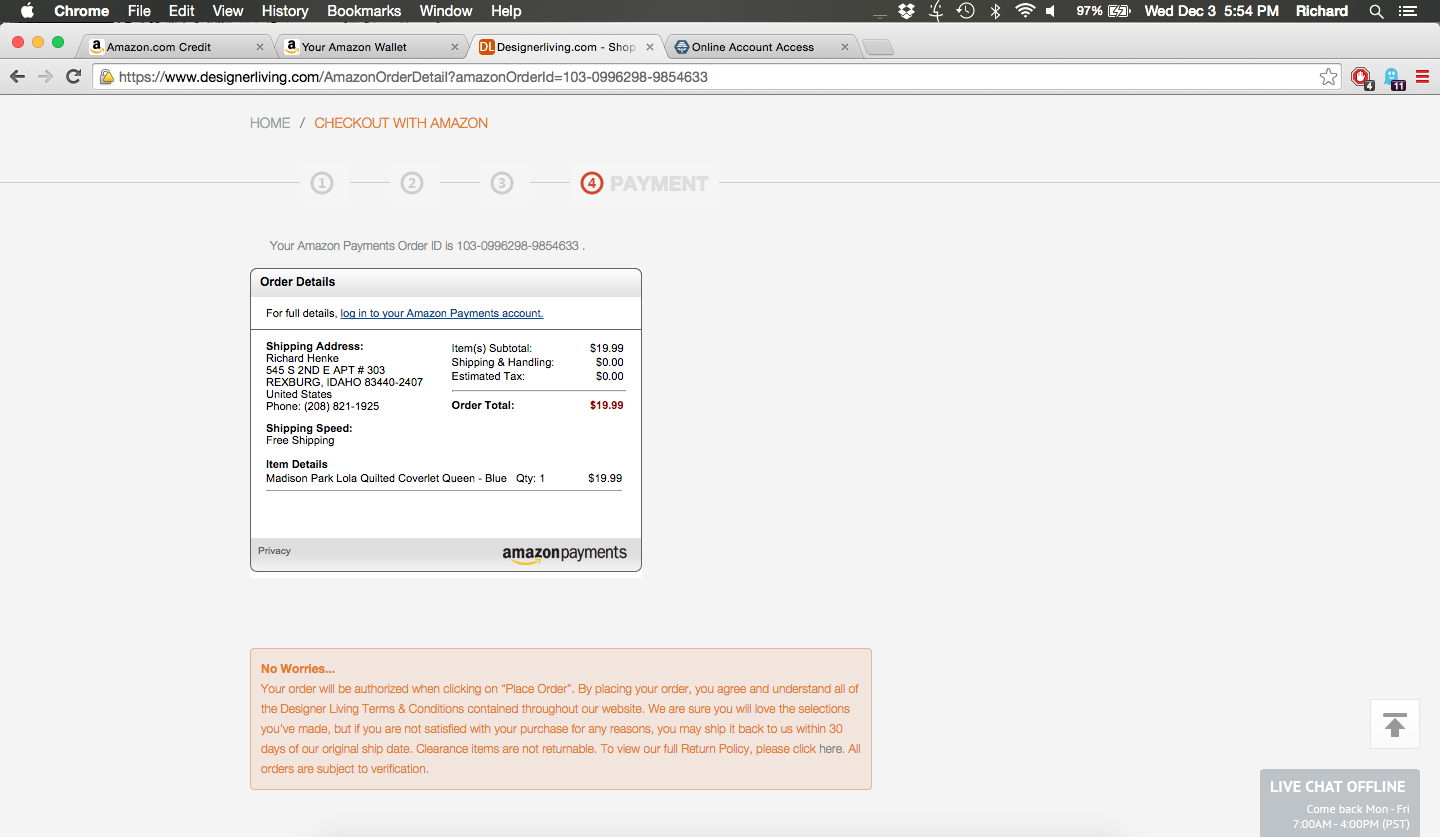 Chrome File Edit View History Bookmarks Window Help 97% Wed Dec 3 5:54 PM Richard
Amazon.com Credit × Your Amazon Wallet × DL Designerliving.com - Shop × Online Account Access ×
https://www.designerliving.com/AmazonOrderDetail?amazonOrderId=103-0996298-9854633 4 11
HOME / CHECKOUT WITH AMAZON
1 2 3 4 PAYMENT
Your Amazon Payments Order ID is 103-0996298-9854633 .
Order Details
For full details, log in to your Amazon Payments account.
Shipping Address:
Richard Henke
545 S 2ND E APT # 303
REXBURG, IDAHO 83440-2407
United States
Phone: (208) 821-1925
Item(s) Subtotal: $19.99
Shipping & Handling: $0.00
Estimated Tax: $0.00
Order Total: $19.99
Shipping Speed:
Free Shipping
Item Details
Madison Park Lola Quilted Coverlet Queen - Blue Qty: 1 $19.99
Privacy amazonpayments
No Worries...
Your order will be authorized when clicking on "Place Order". By placing your order, you agree and understand all of
the Designer Living Terms & Conditions contained throughout our website. We are sure you will love the selections
you've made, but if you are not satisfied with your purchase for any reasons, you may ship it back to us within 30
days of our original ship date. Clearance items are not returnable. To view our full Return Policy, please click here. All
orders are subject to verification.
LIVE CHAT OFFLINE
Come back Mon - Fri
7:00AM - 4:00PM (PST)